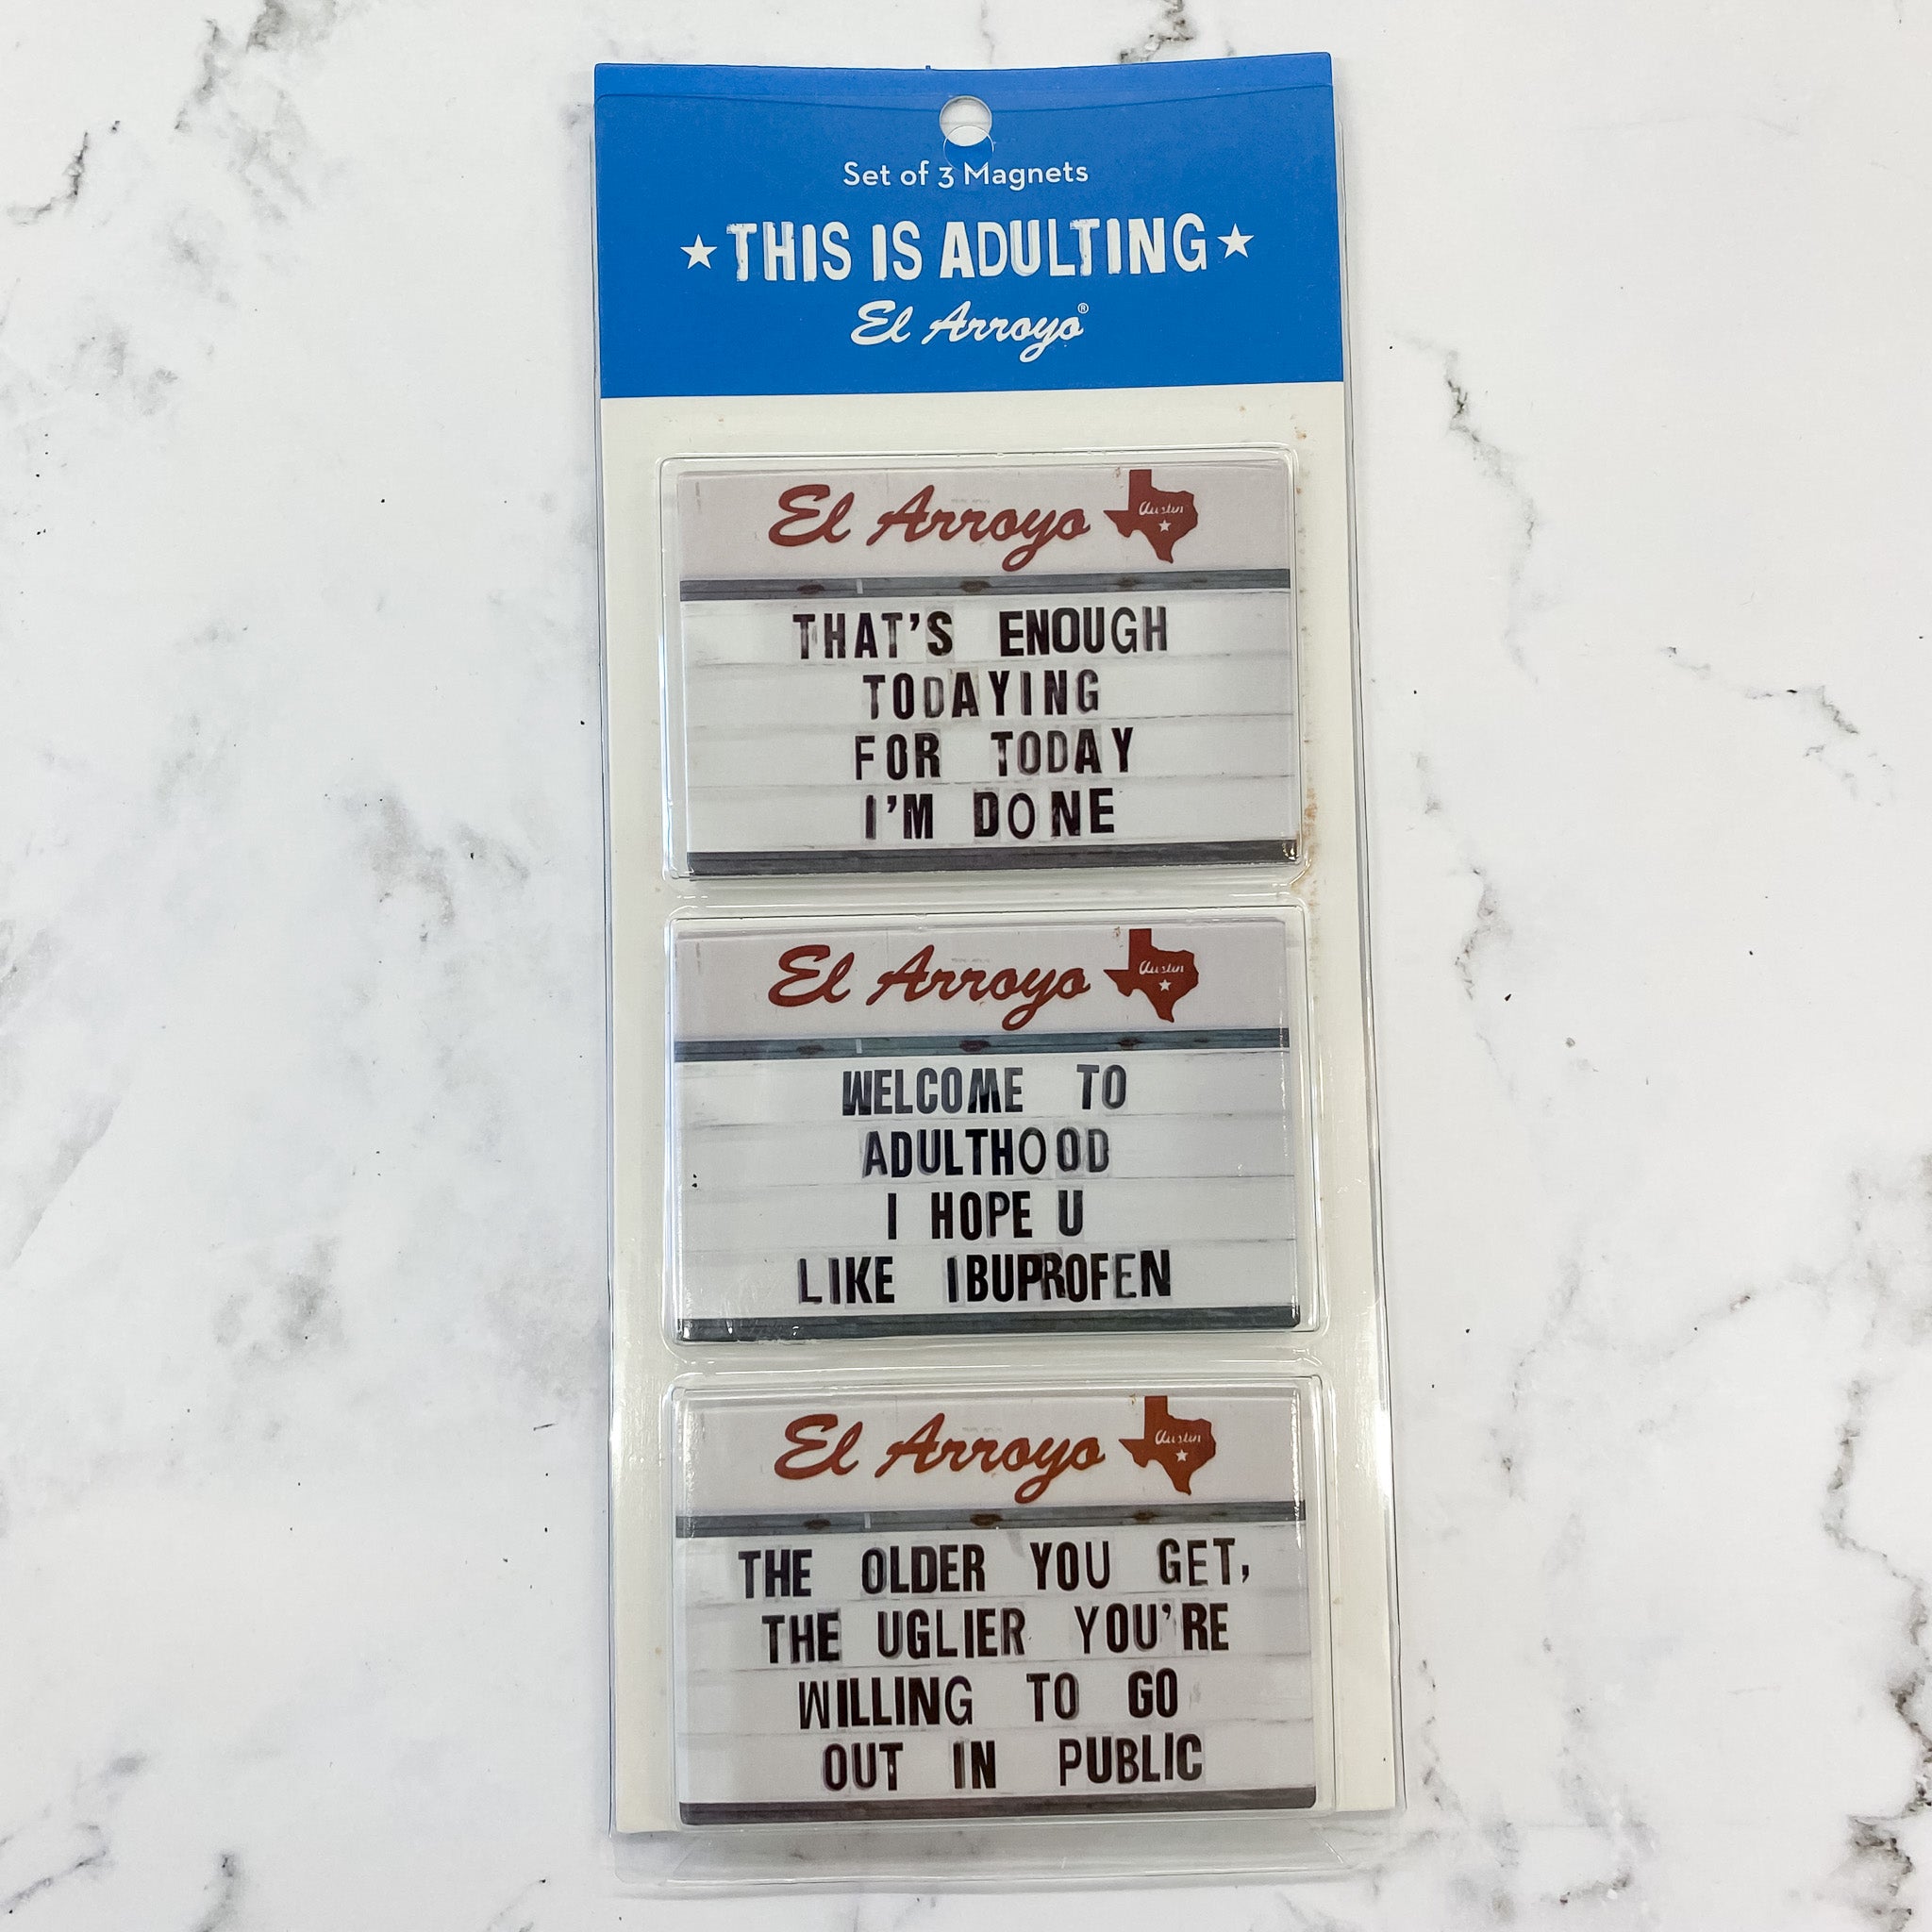 Set of 3 Magnets
★ THIS IS ADULTING ★
El Arroyo®
El Arroyo Austin
THAT'S ENOUGH
TODAYING
FOR TODAY
I'M DONE
El Arroyo Austin
WELCOME TO
ADULTHOOD
I HOPE U
LIKE IBUPROFEN
El Arroyo Austin
THE OLDER YOU GET,
THE UGLIER YOU'RE
WILLING TO GO
OUT IN PUBLIC